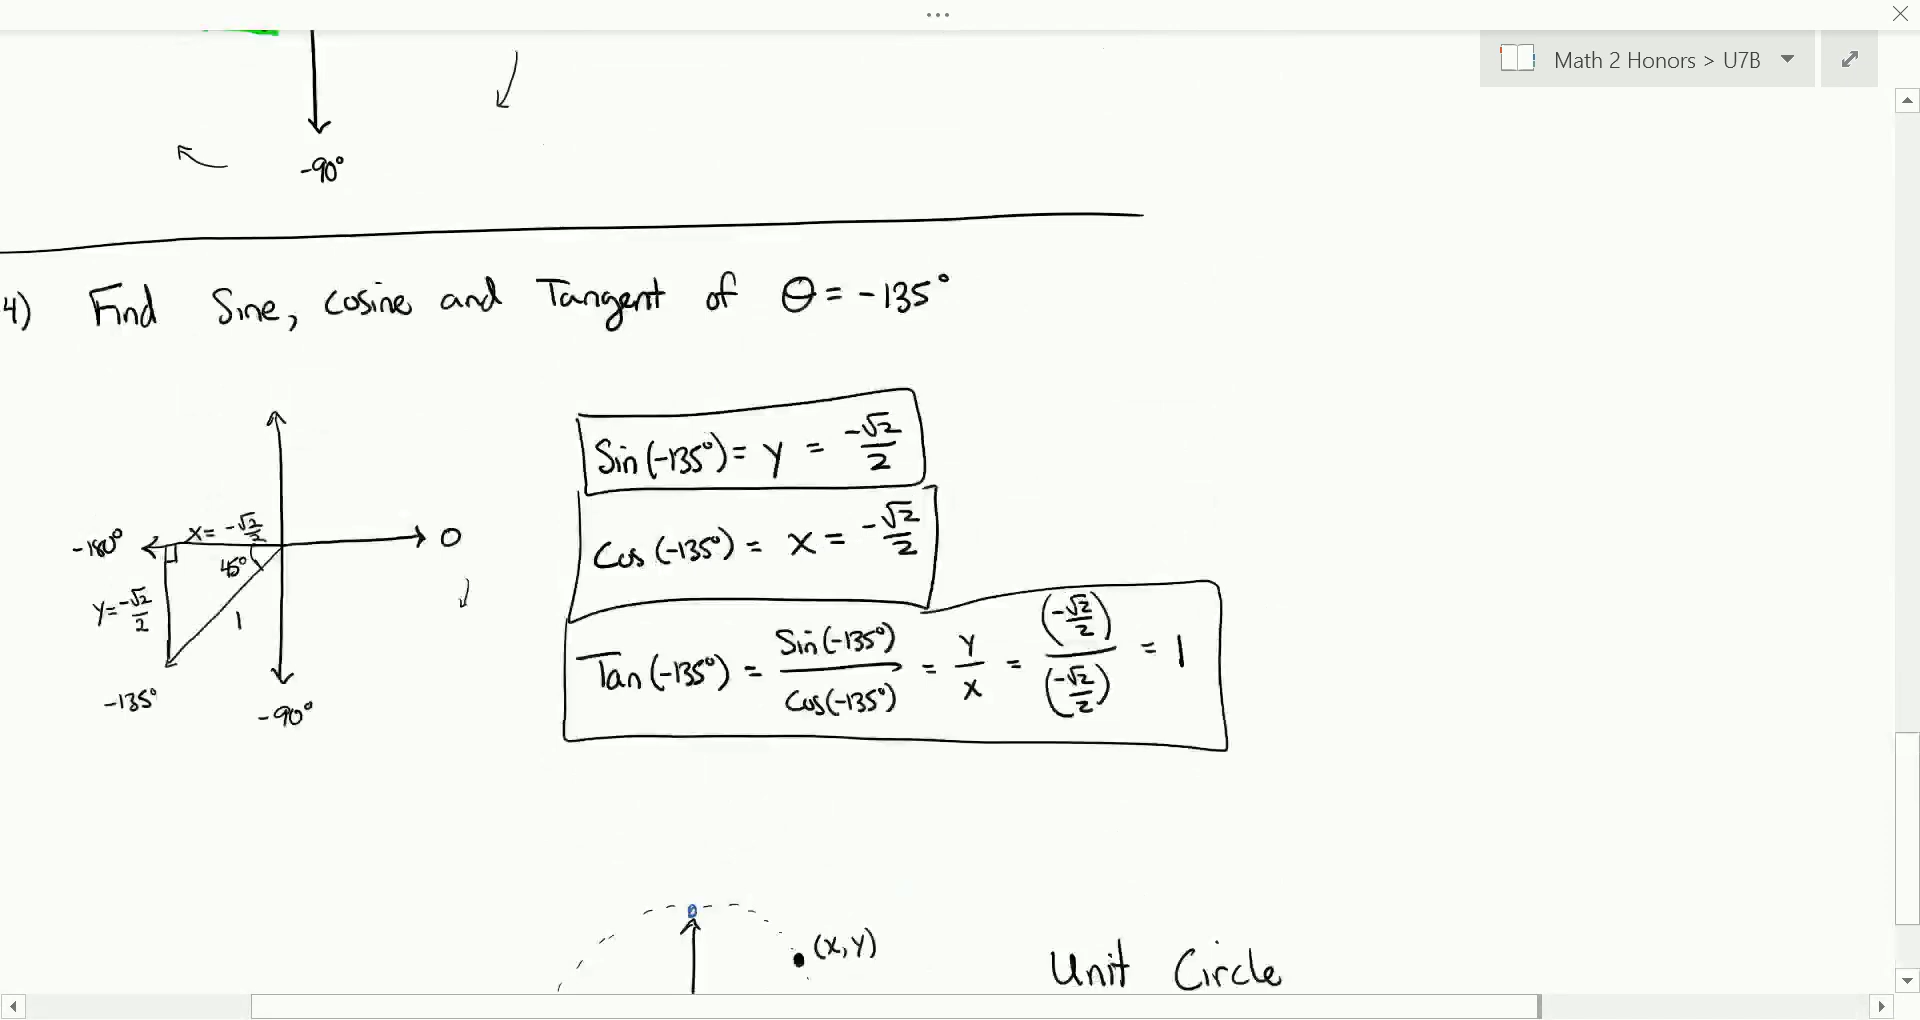 Math 2 Honors > U7B
-90°
4) Find Sine, cosine and Tangent of θ = -135°
Sin(-135°) = y = -√2/2
-180° x = -√2/2 0
45°
Cos(-135°) = x = -√2/2
y = -√2/2
1
Tan(-135°) = Sin(-135°)/Cos(-135°) = y/x = (-√2/2)/(-√2/2) = 1
-135°
-90°
(x,y)
Unit Circle